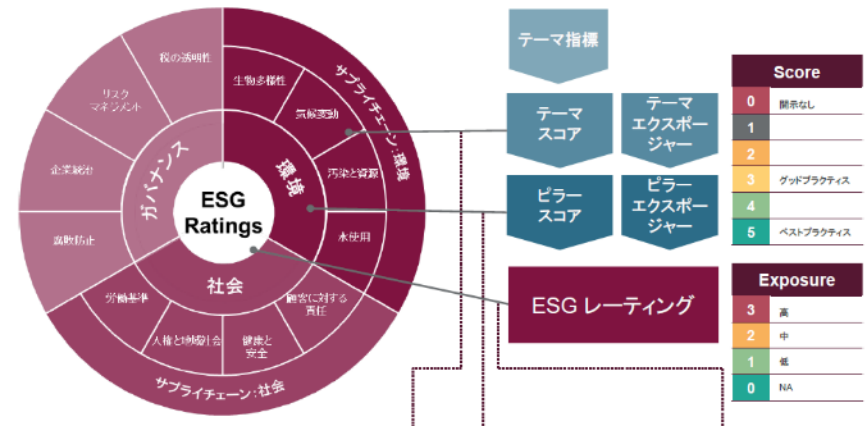 税の透明性
リスク
マネジメント
企業統治
腐敗防止
ガバナンス
サプライチェーン:環境
生物多様性
気候変動
汚染と資源
水使用
環境
ESG
Ratings
社会
労働基準
人権と地域社会
健康と
安全
顧客に対する
責任
サプライチェーン:社会
テーマ指標
テーマ
スコア
テーマ
エクスポー
ジャー
ピラー
スコア
ピラー
エクスポー
ジャー
ESG レーティング
Score
0 開示なし
1
2
3 グッドプラクティス
4
5 ベストプラクティス
Exposure
3 高
2 中
1 低
0 NA